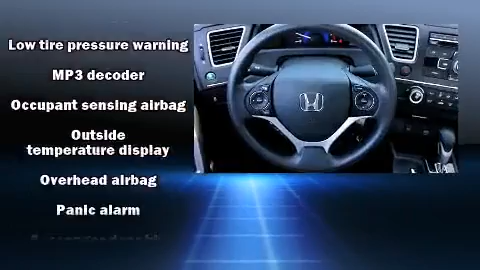 Low tire pressure warning
MP3 decoder
Occupant sensing airbag
Outside
temperature display
Overhead airbag
Panic alarm